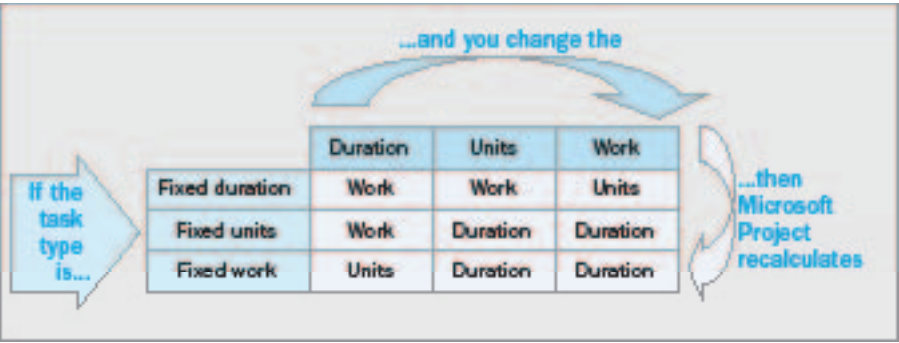 ...and you change the
Duration Units Work
If the
task
type
is...
Fixed duration Work Work Units
Fixed units Work Duration Duration
Fixed work Units Duration Duration
...then
Microsoft
Project
recalculates